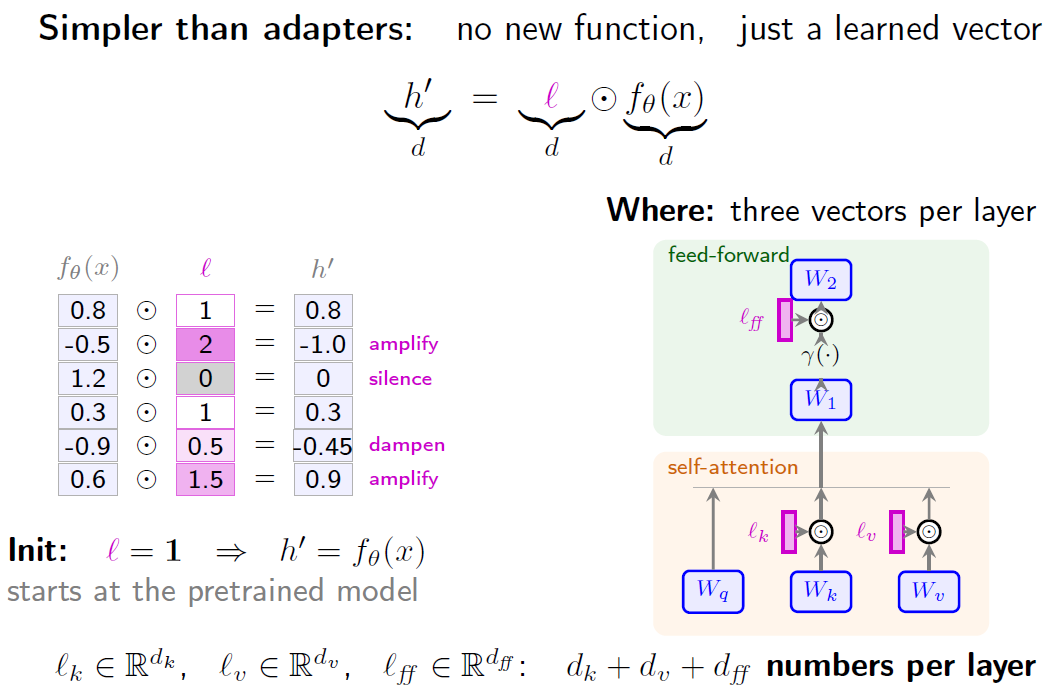 Simpler than adapters: no new function, just a learned vector
h′ = ℓ ⊙ f_θ(x)
d d d
Where: three vectors per layer
f_θ(x) ℓ h′
0.8 ⊙ 1 = 0.8
-0.5 ⊙ 2 = -1.0 amplify
1.2 ⊙ 0 = 0 silence
0.3 ⊙ 1 = 0.3
-0.9 ⊙ 0.5 = -0.45 dampen
0.6 ⊙ 1.5 = 0.9 amplify
feed-forward
W₂
ℓ_ff ⊙
γ(·)
W₁
self-attention
ℓ_k ⊙ ℓ_v ⊙
W_q W_k W_v
Init: ℓ = 1 ⇒ h′ = f_θ(x)
starts at the pretrained model
ℓ_k ∈ ℝ^{d_k}, ℓ_v ∈ ℝ^{d_v}, ℓ_ff ∈ ℝ^{d_ff}: d_k + d_v + d_ff numbers per layer